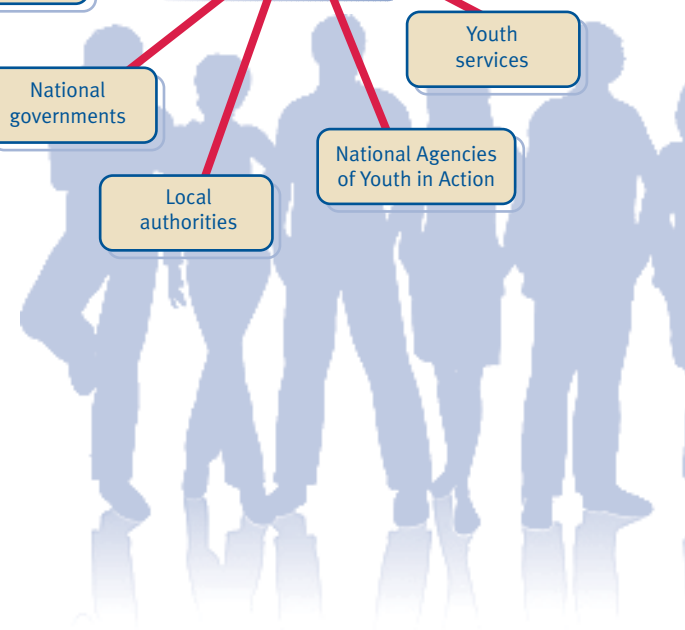 Youth
services
National
governments
National Agencies
of Youth in Action
Local
authorities